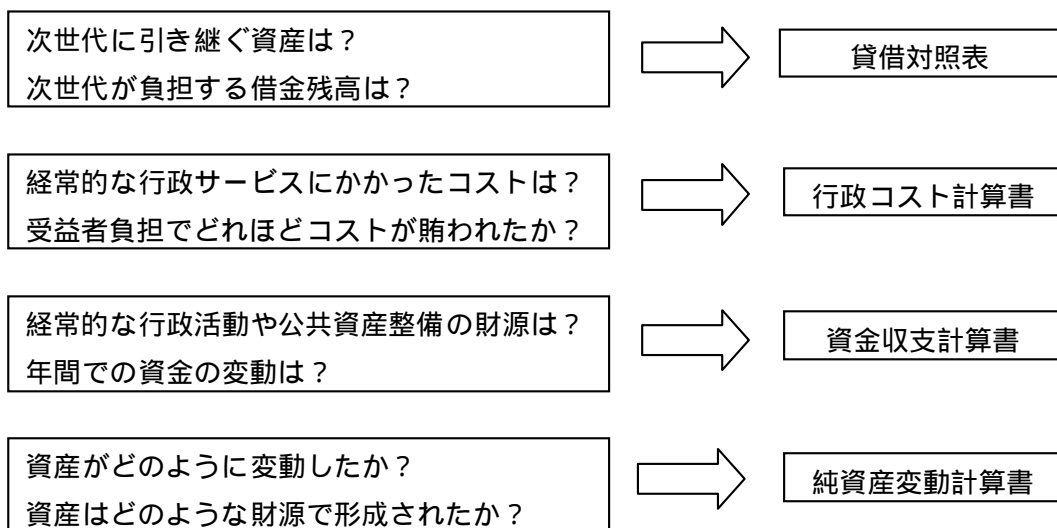 次世代に引き継ぐ資産は？
次世代が負担する借金残高は？
貸借対照表
経常的な行政サービスにかかったコストは？
受益者負担でどれほどコストが賄われたか？
行政コスト計算書
経常的な行政活動や公共資産整備の財源は？
年間での資金の変動は？
資金収支計算書
資産がどのように変動したか？
資産はどのような財源で形成されたか？
純資産変動計算書